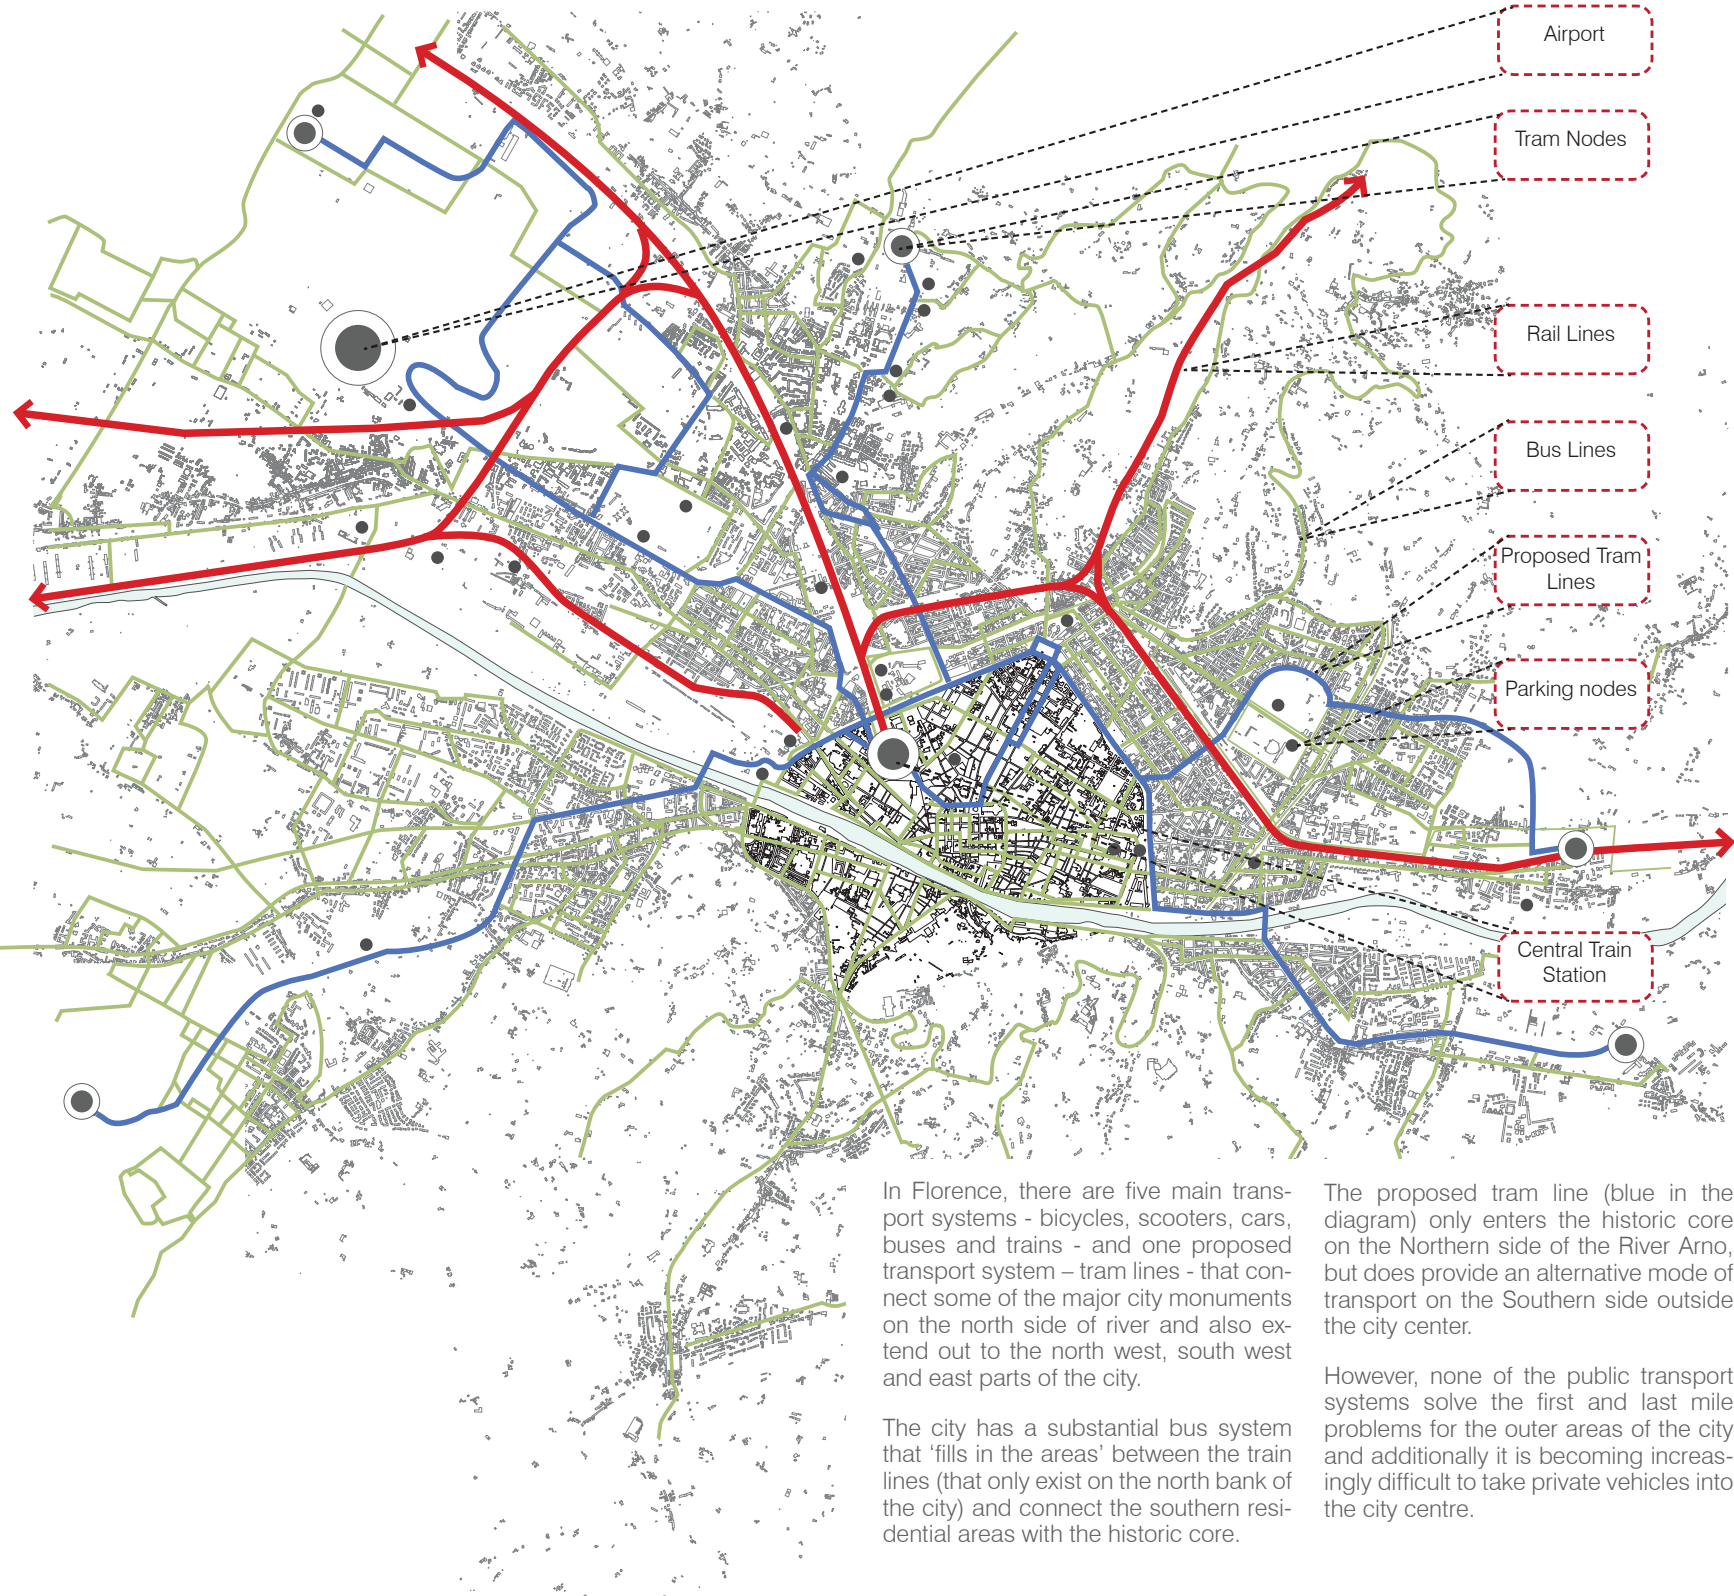 Airport
Tram Nodes
Rail Lines
Bus Lines
Proposed Tram
Lines
Parking nodes
Central Train
Station
In Florence, there are five main trans-
port systems - bicycles, scooters, cars,
buses and trains - and one proposed
transport system – tram lines - that con-
nect some of the major city monuments
on the north side of river and also ex-
tend out to the north west, south west
and east parts of the city.
The city has a substantial bus system
that ‘fills in the areas’ between the train
lines (that only exist on the north bank of
the city) and connect the southern resi-
dential areas with the historic core.
The proposed tram line (blue in the
diagram) only enters the historic core
on the Northern side of the River Arno,
but does provide an alternative mode of
transport on the Southern side outside
the city center.
However, none of the public transport
systems solve the first and last mile
problems for the outer areas of the city
and additionally it is becoming increas-
ingly difficult to take private vehicles into
the city centre.